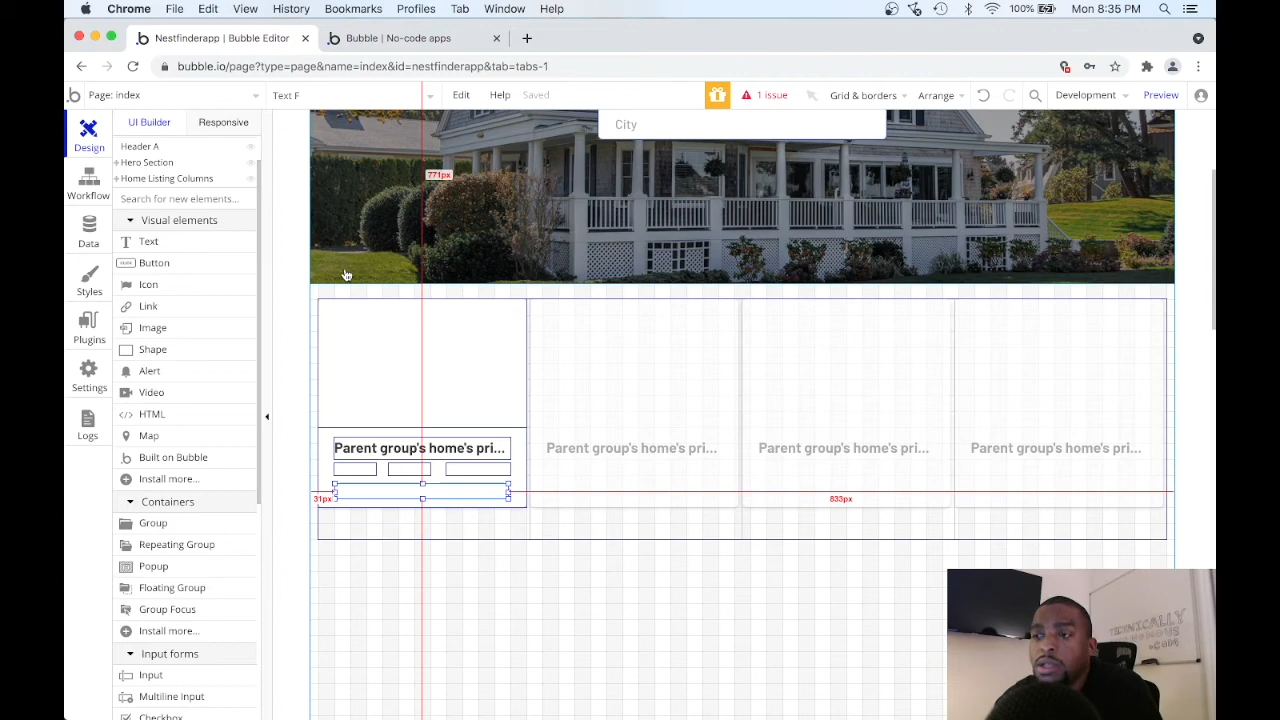 Chrome File Edit View History Bookmarks Profiles Tab Window Help 100% Mon 8:35 PM
Nestfinderapp | Bubble Editor Bubble | No-code apps
bubble.io/page?type=page&name=index&id=nestfinderapp&tab=tabs-1
Page: index Text F Edit Help Saved 1 issue Grid & borders Arrange Development Preview
UI Builder Responsive
Design
Workflow
Data
Styles
Plugins
Settings
Logs
Header A
Hero Section
Home Listing Columns
Search for new elements...
Visual elements
Text
Button
Icon
Link
Image
Shape
Alert
Video
HTML
Map
Built on Bubble
Install more...
Containers
Group
Repeating Group
Popup
Floating Group
Group Focus
Install more...
Input forms
Input
Multiline Input
Checkbox
City
771px
Parent group's home's pri... Parent group's home's pri... Parent group's home's pri... Parent group's home's pri...
31px 833px
TECHNICALLY